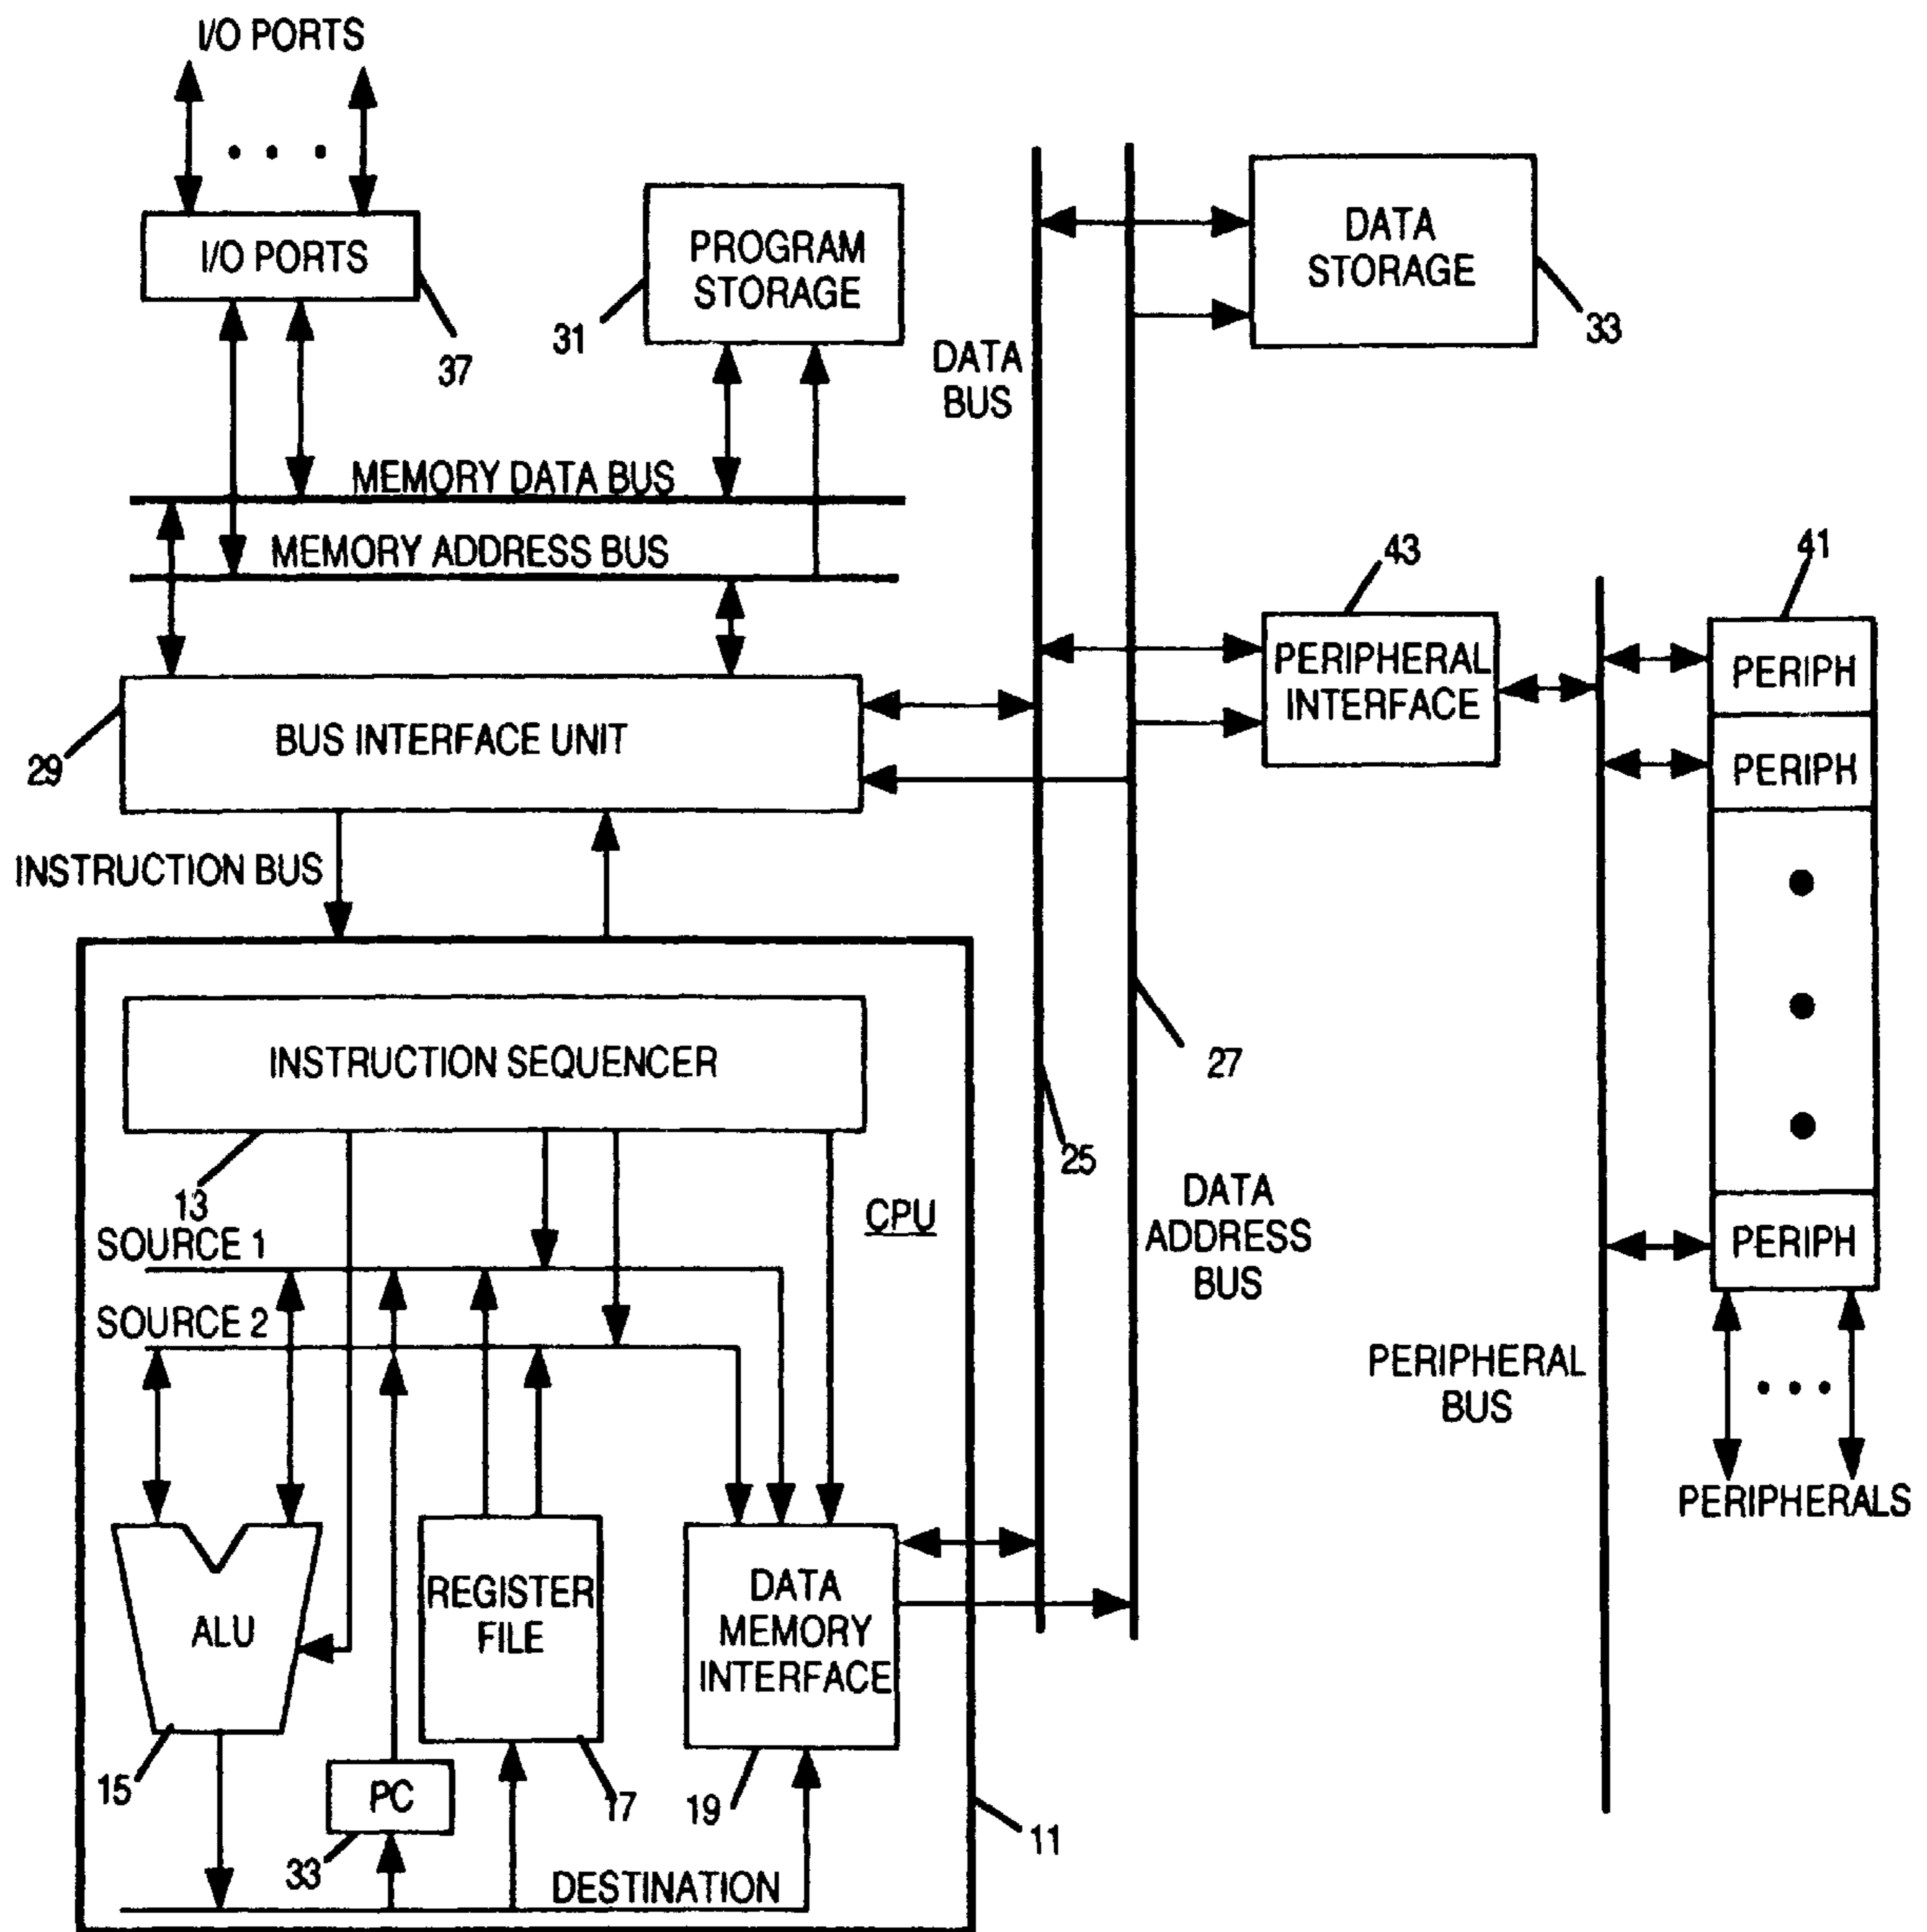 I/O PORTS
I/O PORTS
37
PROGRAM
STORAGE
31
DATA
BUS
DATA
STORAGE
33
MEMORY DATA BUS
MEMORY ADDRESS BUS
43
41
PERIPHERAL
INTERFACE
PERIPH
PERIPH
BUS INTERFACE UNIT
29
INSTRUCTION BUS
INSTRUCTION SEQUENCER
13
27
25
CPU
DATA
ADDRESS
BUS
PERIPH
SOURCE 1
SOURCE 2
PERIPHERAL
BUS
PERIPHERALS
ALU
REGISTER
FILE
DATA
MEMORY
INTERFACE
15
PC
17
19
11
33
DESTINATION